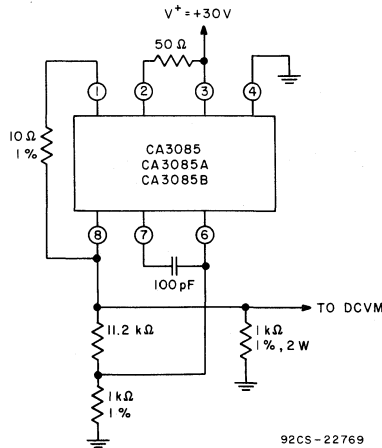 V⁺ = +30V
50 Ω
1 2 3 4
10 Ω
1 %
CA3085
CA3085A
CA3085B
8 7 6
100 pF
TO DCVM
11.2 kΩ
1 kΩ
1 %, 2 W
1 kΩ
1 %
92CS-22769